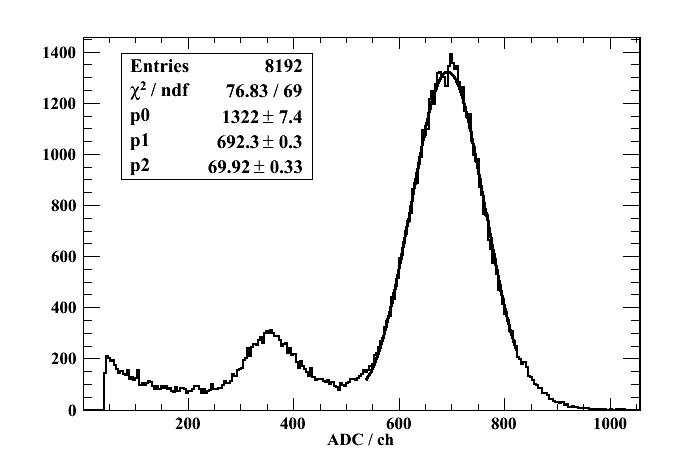 1400
1200
1000
800
600
400
200
0
Entries 8192
χ² / ndf 76.83 / 69
p0 1322 ± 7.4
p1 692.3 ± 0.3
p2 69.92 ± 0.33
200 400 600 800 1000
ADC / ch